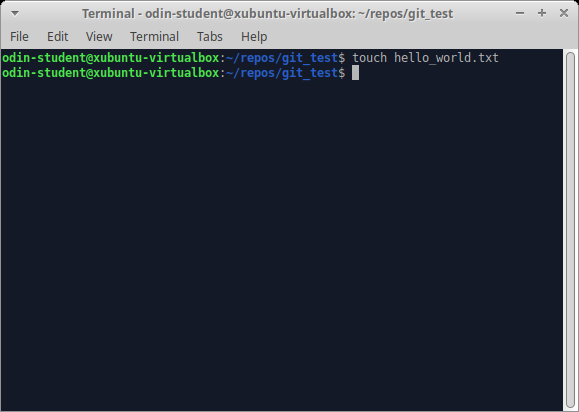 Terminal - odin-student@xubuntu-virtualbox: ~/repos/git_test
File Edit View Terminal Tabs Help
odin-student@xubuntu-virtualbox:~/repos/git_test$ touch hello_world.txt
odin-student@xubuntu-virtualbox:~/repos/git_test$